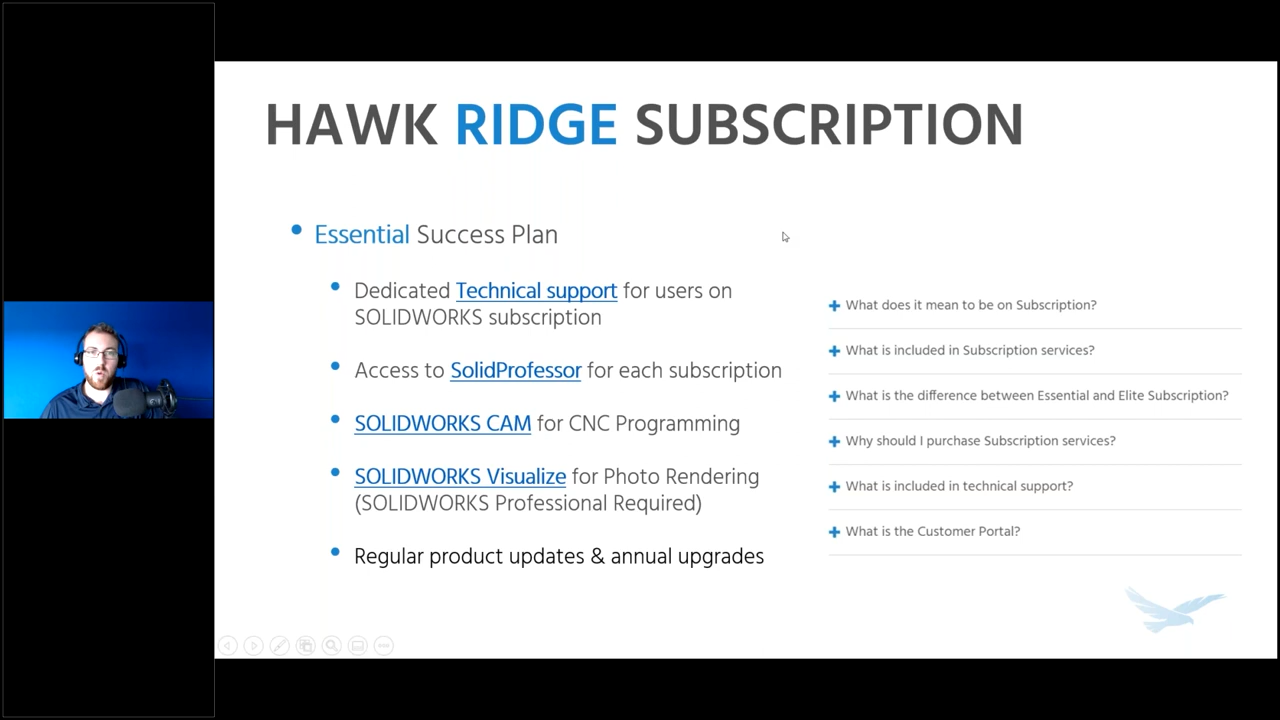 HAWK RIDGE SUBSCRIPTION
Essential Success Plan
Dedicated Technical support for users on
SOLIDWORKS subscription
Access to SolidProfessor for each subscription
SOLIDWORKS CAM for CNC Programming
SOLIDWORKS Visualize for Photo Rendering
(SOLIDWORKS Professional Required)
Regular product updates & annual upgrades
What does it mean to be on Subscription?
What is included in Subscription services?
What is the difference between Essential and Elite Subscription?
Why should I purchase Subscription services?
What is included in technical support?
What is the Customer Portal?